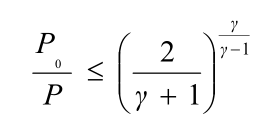 P₀/P ≤ (2/(γ + 1))^(γ/(γ−1))